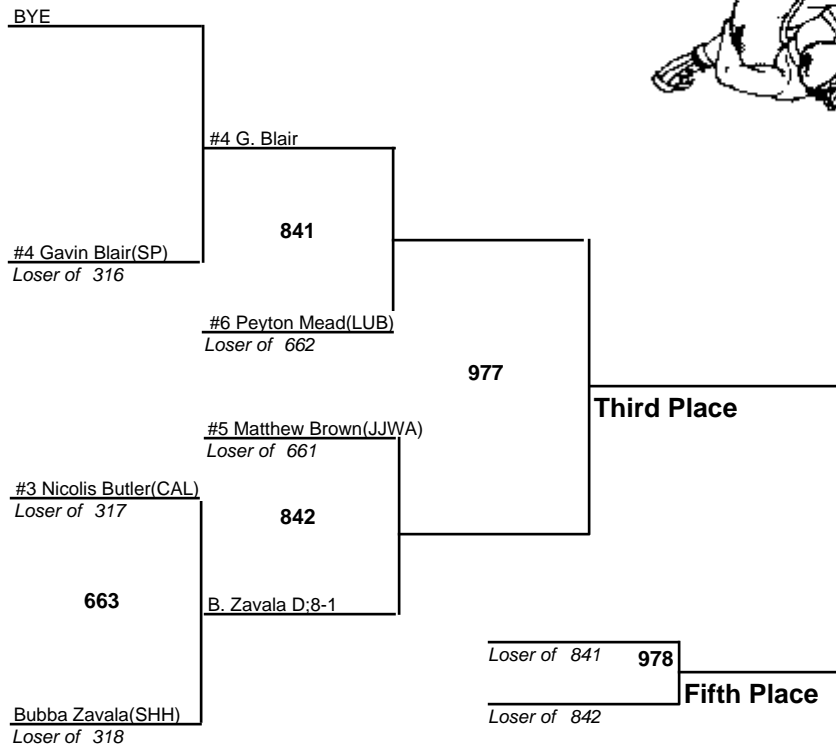 BYE
#4 G. Blair
841
#4 Gavin Blair(SP)
Loser of 316
#6 Peyton Mead(LUB)
Loser of 662
977
Third Place
#5 Matthew Brown(JJWA)
Loser of 661
#3 Nicolis Butler(CAL)
Loser of 317
842
663
B. Zavala D;8-1
Loser of 841
978
Fifth Place
Loser of 842
Bubba Zavala(SHH)
Loser of 318